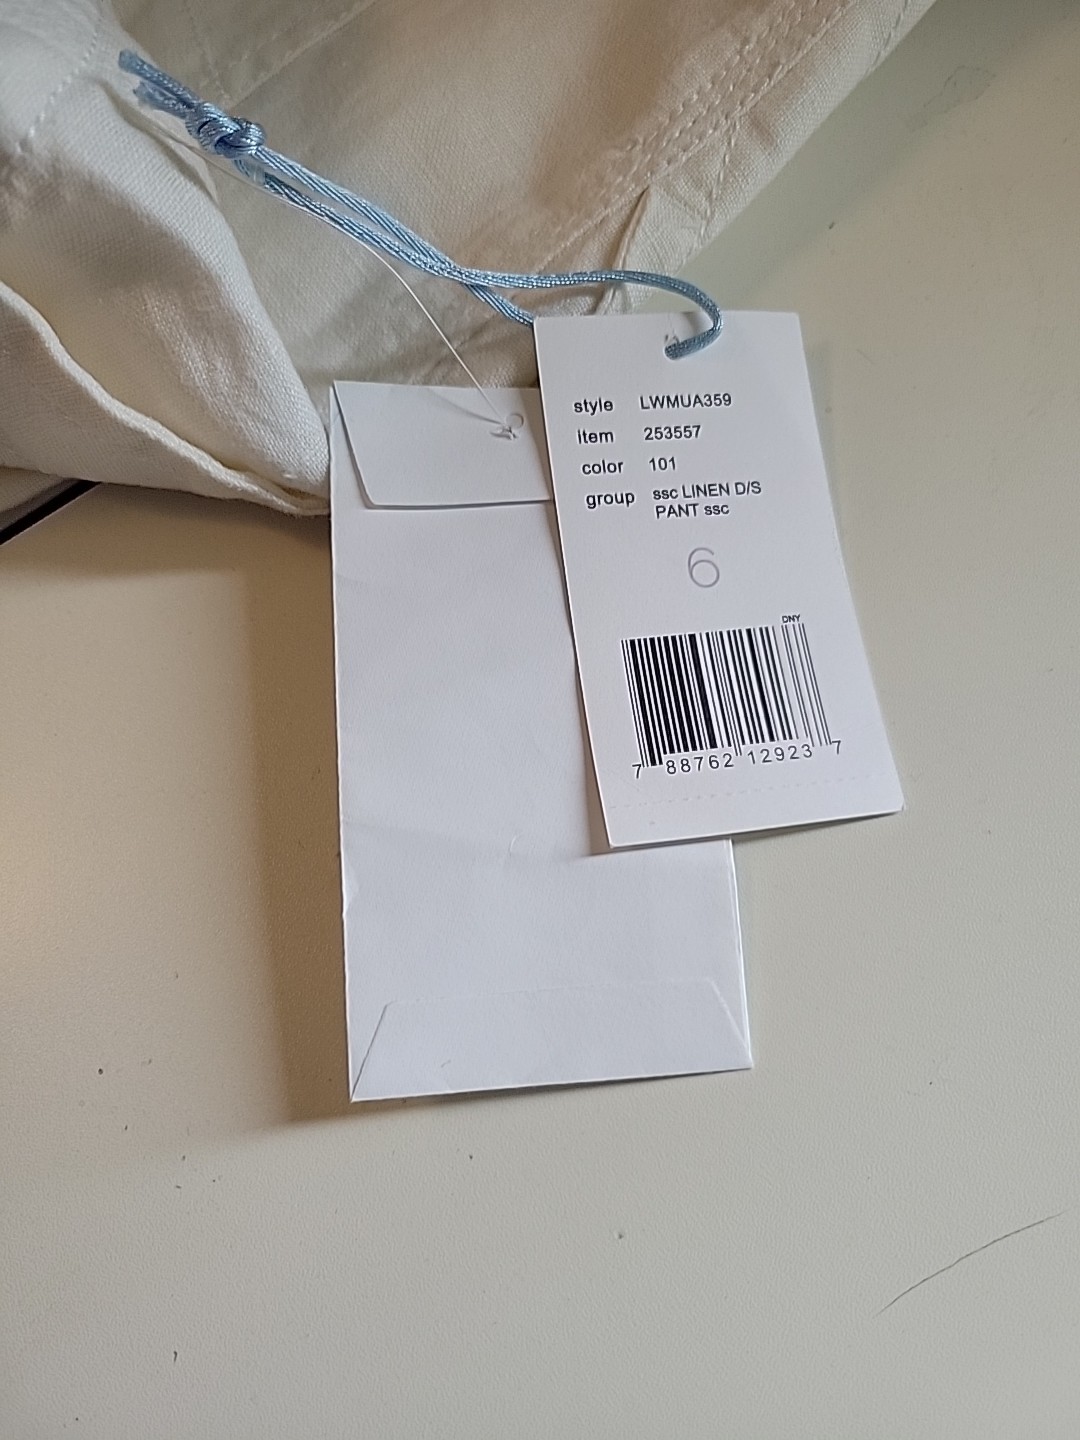 style LWMUA359
item 253557
color 101
group ssc LINEN D/S
PANT ssc
6
DNY
7 88762 12923 7